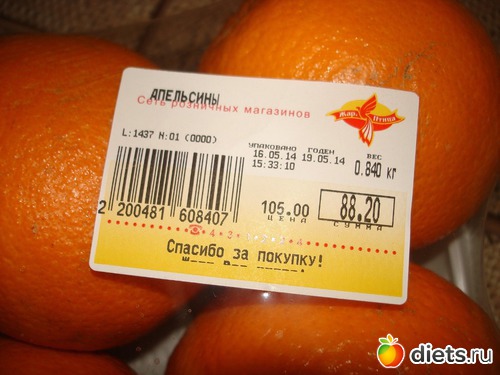 АПЕЛЬСИНЫ
Сеть розничных магазинов
Жар Птица
L:1437 N:01 (0000)
УПАКОВАНО ГОДЕН ВЕС
16.05.14 19.05.14 0.840 кг
15:33:10
2 200481 608407
105.00 88.20
ЦЕНА СУММА
Спасибо за покупку!
diets.ru